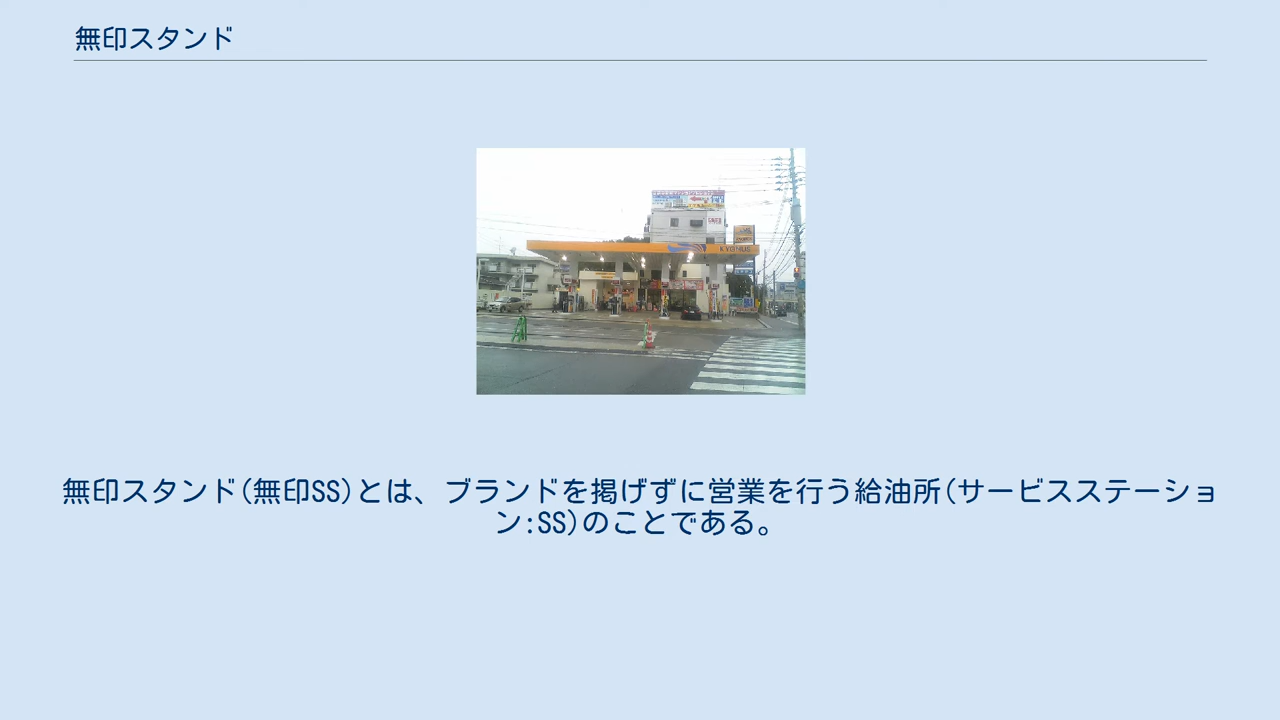 無印スタンド
KYGNUS
無印スタンド(無印SS)とは、ブランドを掲げずに営業を行う給油所(サービスステーショ
ン:SS)のことである。